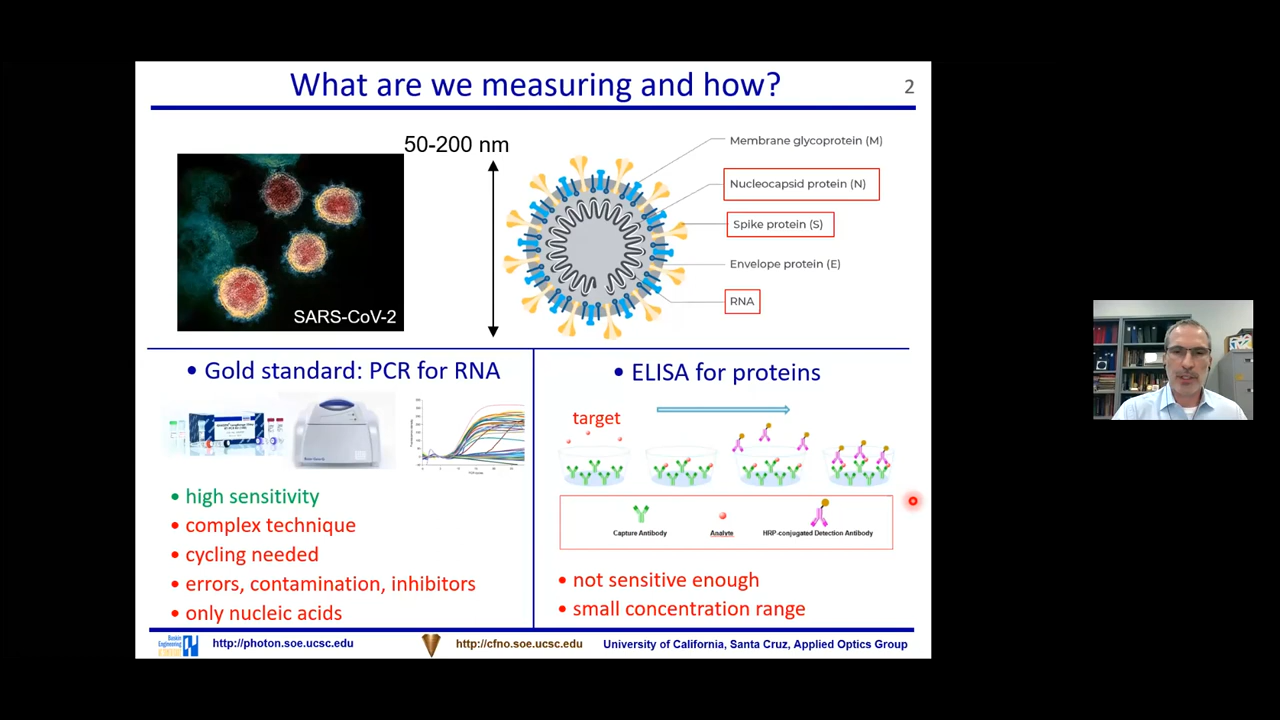 What are we measuring and how?
2
50-200 nm
SARS-CoV-2
Membrane glycoprotein (M)
Nucleocapsid protein (N)
Spike protein (S)
Envelope protein (E)
RNA
• Gold standard: PCR for RNA
• high sensitivity
• complex technique
• cycling needed
• errors, contamination, inhibitors
• only nucleic acids
• ELISA for proteins
target
Capture Antibody
Analyte
HRP-conjugated Detection Antibody
• not sensitive enough
• small concentration range
Baskin
Engineering
http://photon.soe.ucsc.edu
http://cfno.soe.ucsc.edu
University of California, Santa Cruz, Applied Optics Group